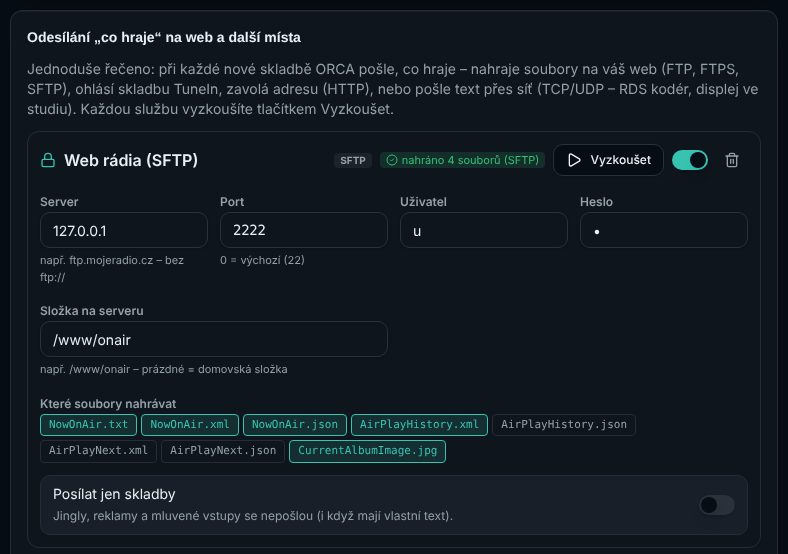 Odesílání „co hraje“ na web a další místa
Jednoduše řečeno: při každé nové skladbě ORCA pošle, co hraje – nahraje soubory na váš web (FTP, FTPS,
SFTP), ohlásí skladbu TuneIn, zavolá adresu (HTTP), nebo pošle text přes síť (TCP/UDP – RDS kodér, displej ve
studiu). Každou službu vyzkoušíte tlačítkem Vyzkoušet.
Web rádia (SFTP) SFTP nahráno 4 souborů (SFTP) Vyzkoušet
Server Port Uživatel Heslo
127.0.0.1 2222 u •
např. ftp.mojeradio.cz – bez 0 = výchozí (22)
ftp://
Složka na serveru
/www/onair
např. /www/onair – prázdné = domovská složka
Které soubory nahrávat
NowOnAir.txt NowOnAir.xml NowOnAir.json AirPlayHistory.xml AirPlayHistory.json
AirPlayNext.xml AirPlayNext.json CurrentAlbumImage.jpg
Posílat jen skladby
Jingly, reklamy a mluvené vstupy se nepošlou (i když mají vlastní text).